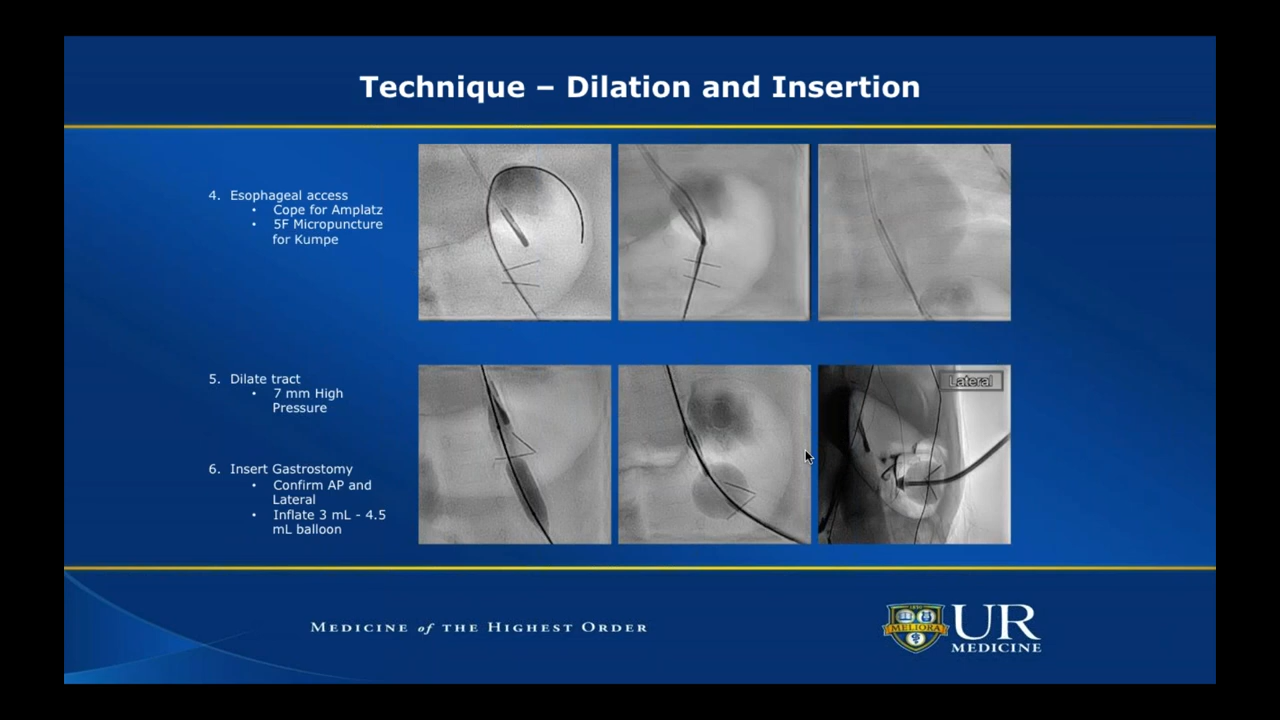 Technique – Dilation and Insertion
4. Esophageal access
• Cope for Amplatz
• 5F Micropuncture
for Kumpe
5. Dilate tract
• 7 mm High
Pressure
6. Insert Gastrostomy
• Confirm AP and
Lateral
• Inflate 3 mL - 4.5
mL balloon
Lateral
MEDICINE of THE HIGHEST ORDER
MELIORA
UR
MEDICINE